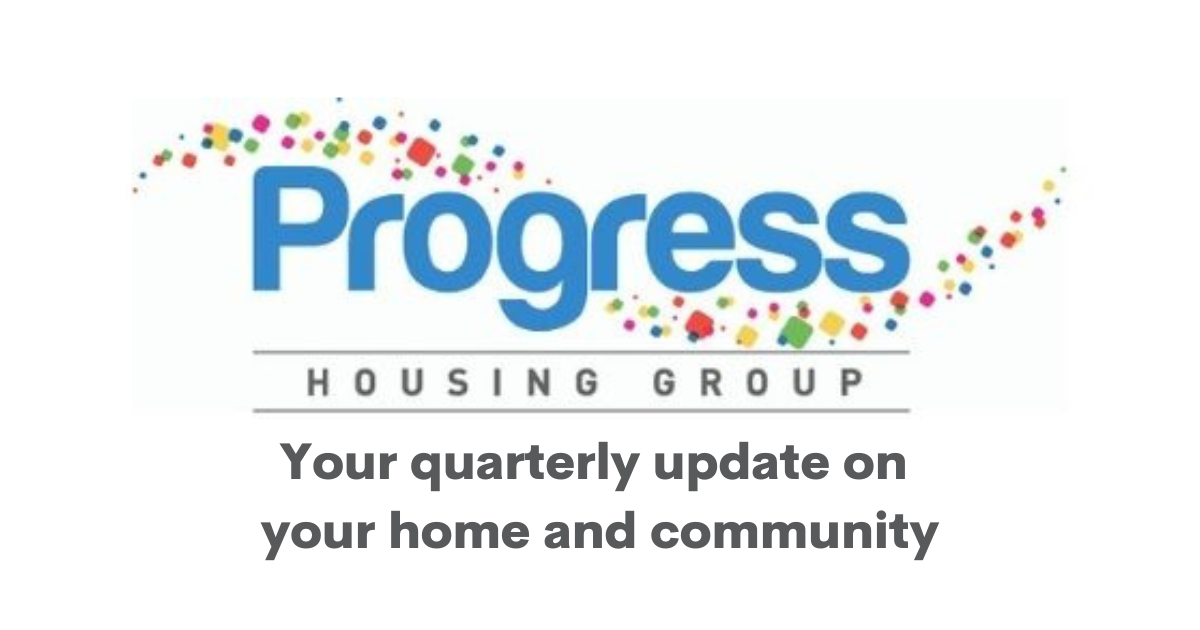 Progress
HOUSING GROUP
Your quarterly update on
your home and community